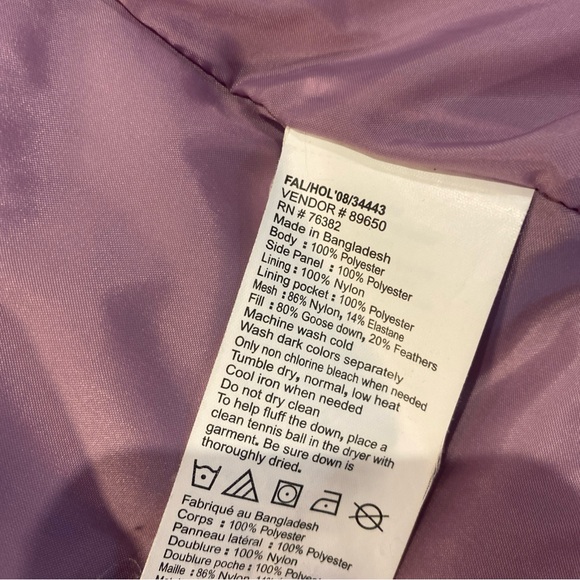 FAL/HOL'08/34443
VENDOR # 89650
RN # 76382
Made in Bangladesh
Body : 100% Polyester
Side Panel : 100% Polyester
Lining : 100% Nylon
Lining pocket : 100% Polyester
Mesh : 86% Nylon, 14% Elastane
Fill : 80% Goose down, 20% Feathers
Machine wash cold
Wash dark colors separately
Only non chlorine bleach when needed
Tumble dry, normal, low heat
Cool iron when needed
Do not dry clean
To help fluff the down, place a
clean tennis ball in the dryer with
garment. Be sure down is
thoroughly dried.
Fabriqué au Bangladesh
Corps : 100% Polyester
Panneau latéral : 100% Polyester
Doublure : 100% Nylon
Doublure poche : 100% Polyester
Maille : 86% Nylon, 14%